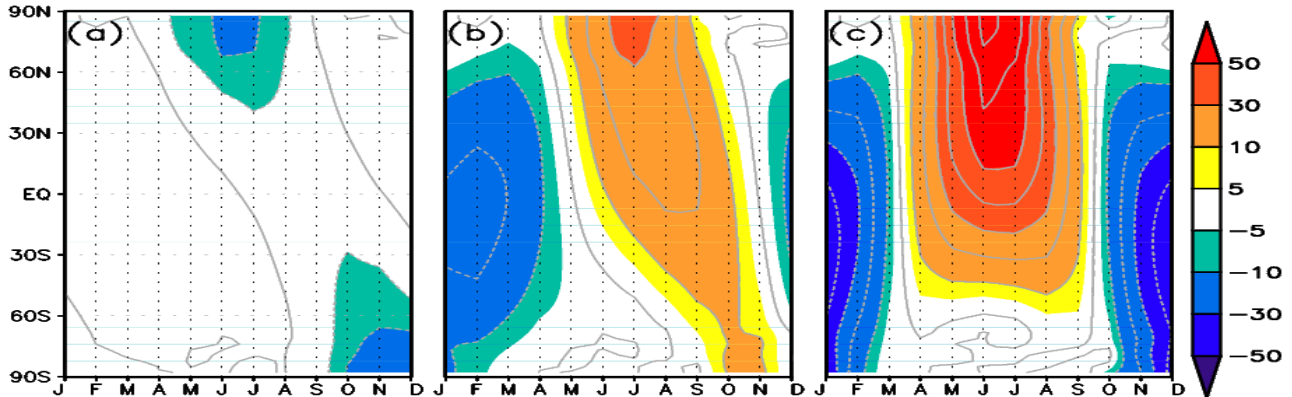 (a) (b) (c)
90N
60N
30N
EQ
30S
60S
90S
J F M A M J J A S O N D
J F M A M J J A S O N D
J F M A M J J A S O N D
50
30
10
5
−5
−10
−30
−50